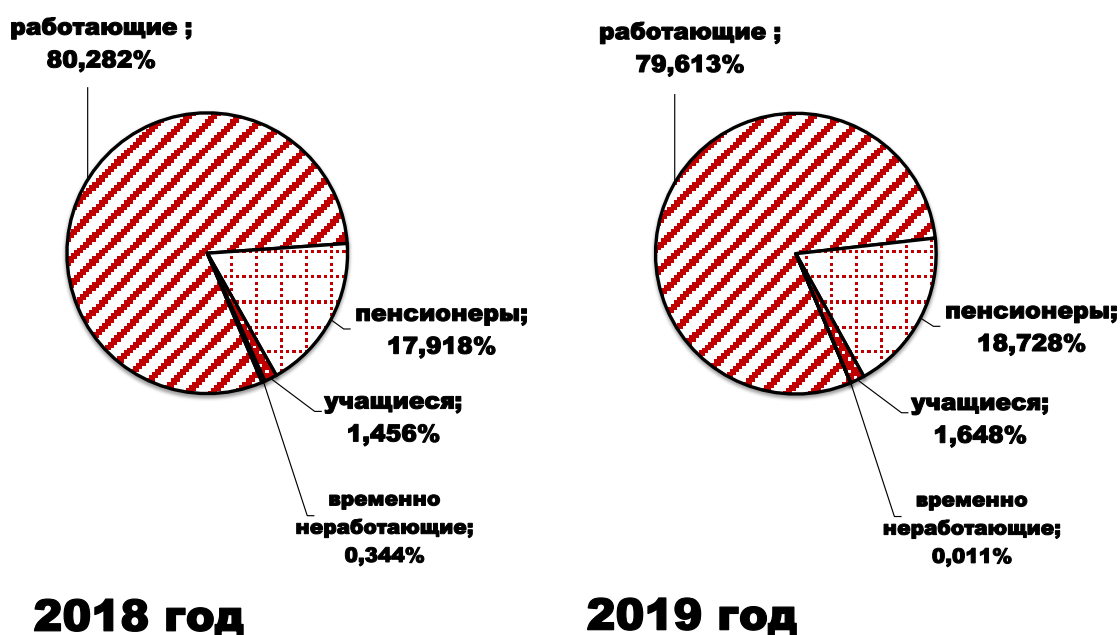 работающие ;
80,282%
пенсионеры;
17,918%
учащиеся;
1,456%
временно
неработающие;
0,344%
2018 год
работающие ;
79,613%
пенсионеры;
18,728%
учащиеся;
1,648%
временно
неработающие;
0,011%
2019 год